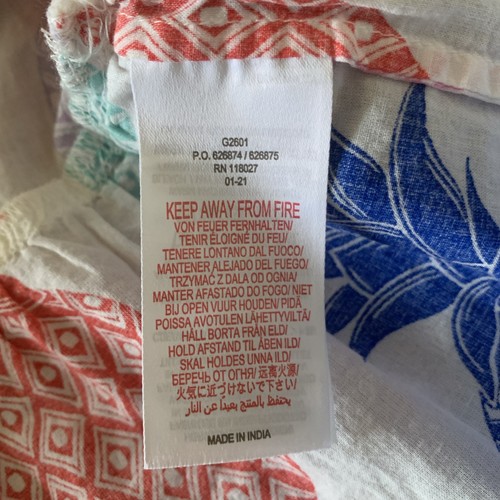 G2601
P.O. 626874 / 626875
RN 118027
01-21
KEEP AWAY FROM FIRE
VON FEUER FERNHALTEN/
TENIR ÉLOIGNÉ DU FEU/
TENERE LONTANO DAL FUOCO/
MANTENER ALEJADO DEL FUEGO/
TRZYMAĆ Z DALA OD OGNIA/
MANTER AFASTADO DO FOGO/ NIET
BIJ OPEN VUUR HOUDEN/ PIDÄ
POISSA AVOTULEN LÄHETTYVILTÄ/
HÅLL BORTA FRÅN ELD/
HOLD AFSTAND TIL ÅBEN ILD/
SKAL HOLDES UNNA ILD/
БЕРЕЧЬ ОТ ОГНЯ/ 远离火源/
火気に近づけないで下さい/
يحتفظ بالمنتج بعيداً عن النار
MADE IN INDIA